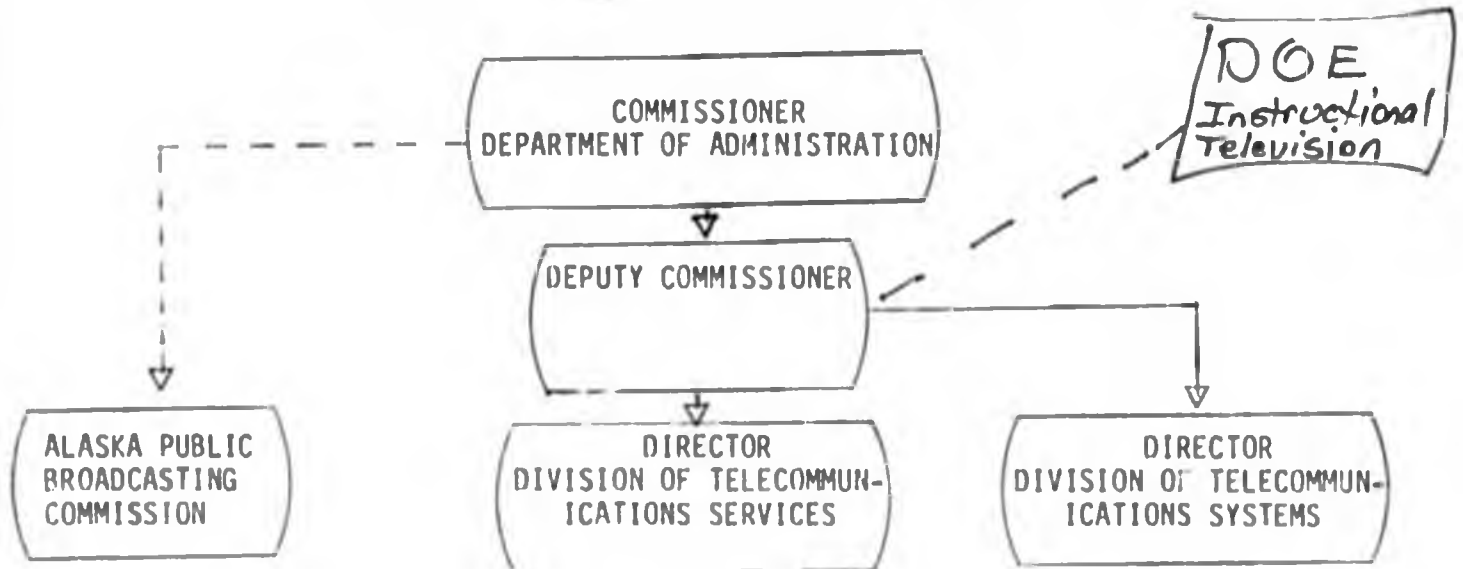 DOE
Instructional
Television
COMMISSIONER
DEPARTMENT OF ADMINISTRATION
DEPUTY COMMISSIONER
ALASKA PUBLIC
BROADCASTING
COMMISSION
DIRECTOR
DIVISION OF TELECOMMUN-
ICATIONS SERVICES
DIRECTOR
DIVISION OF TELECOMMUN-
ICATIONS SYSTEMS